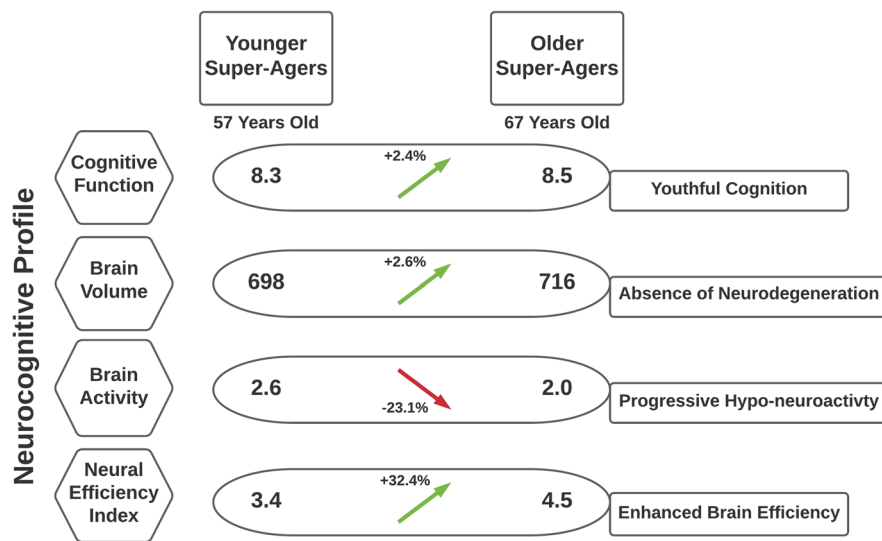 Younger
Super-Agers
Older
Super-Agers
57 Years Old
67 Years Old
Neurocognitive Profile
Cognitive
Function
8.3
+2.4%
8.5
Youthful Cognition
Brain
Volume
698
+2.6%
716
Absence of Neurodegeneration
Brain
Activity
2.6
-23.1%
2.0
Progressive Hypo-neuroactivty
Neural
Efficiency
Index
3.4
+32.4%
4.5
Enhanced Brain Efficiency